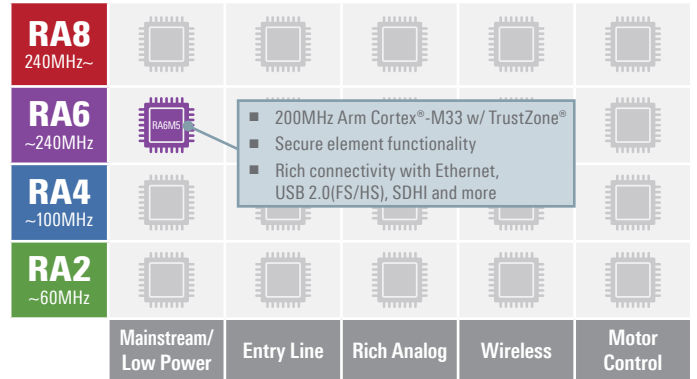 RA8
240MHz~
RA6
~240MHz
RA6M5
■ 200MHz Arm Cortex®-M33 w/ TrustZone®
■ Secure element functionality
■ Rich connectivity with Ethernet,
USB 2.0(FS/HS), SDHI and more
RA4
~100MHz
RA2
~60MHz
Mainstream/
Low Power
Entry Line
Rich Analog
Wireless
Motor
Control